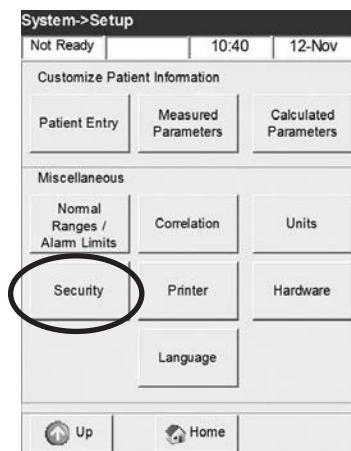 System->Setup
Not Ready 10:40 12-Nov
Customize Patient Information
Patient Entry
Measured
Parameters
Calculated
Parameters
Miscellaneous
Normal
Ranges /
Alarm Limits
Correlation
Units
Security
Printer
Hardware
Language
Up
Home